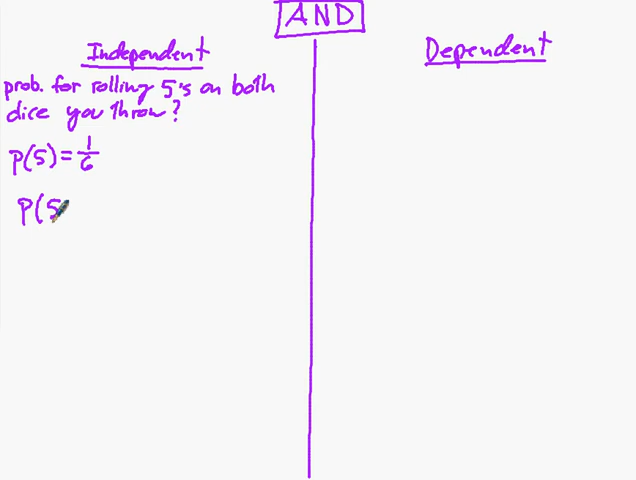 AND
Independent
prob. for rolling 5's on both
dice you throw?
P(5) = 1/6
P(5
Dependent